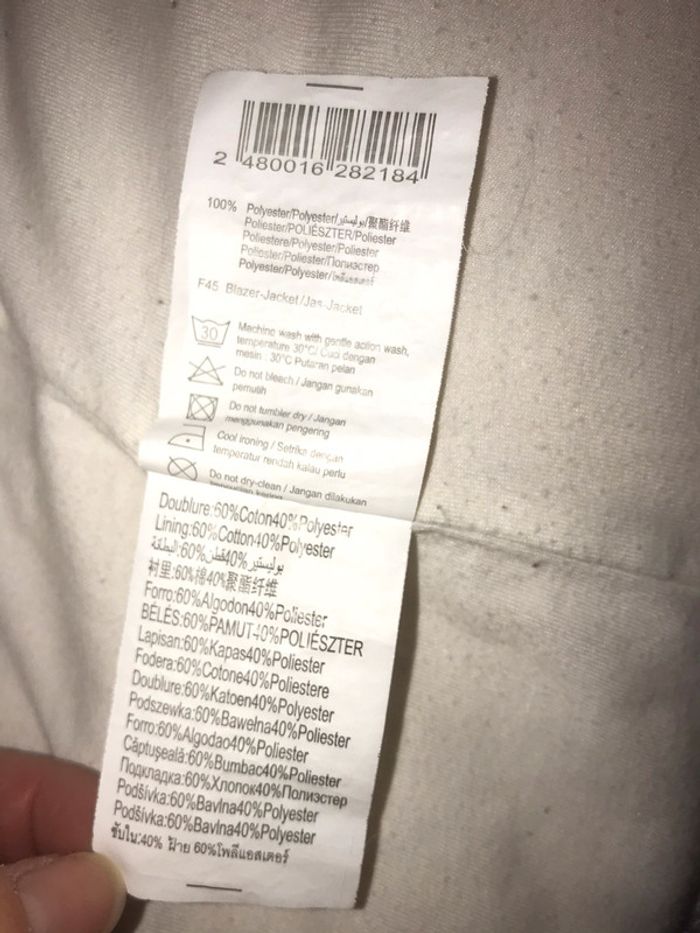 2 480016 282184
100% Polyester/Polyester/بوليستير/聚酯纤维
Poliester/POLIÉSZTER/Poliester
Poliestere/Polyester/Poliester
Poliester/Poliester/Полиэстер
Polyester/Polyester/โพลีเอสเตอร์
F45 Blazer-Jacket/Jas-Jacket
30
Machine wash with gentle action wash,
temperature 30°C/ Cuci dengan
mesin : 30°C Putaran pelan
Do not bleach / Jangan gunakan
pemutih
Do not tumbler dry / Jangan
menggunakan pengering
Cool ironing / Setrika dengan
temperatur rendah kalau perlu
Do not dry-clean / Jangan dilakukan
Doublure:60%Coton40%Polyester
Lining:60%Cotton40%Polyester
البطانة:60%قطن40% بوليستير
衬里:60%棉40%聚酯纤维
Forro:60%Algodon40%Poliester
BÉLÉS:60%PAMUT40%POLIÉSZTER
Lapisan:60%Kapas40%Poliester
Fodera:60%Cotone40%Poliestere
Doublure:60%Katoen40%Polyester
Podszewka:60%Bawełna40%Poliester
Forro:60%Algodao40%Poliester
Căptuşeală:60%Bumbac40%Poliester
Подкладка:60%Хлопок40%Полиэстер
Podšívka:60%Bavlna40%Polyester
Podšívka:60%Bavlna40%Polyester
ซับใน:40% ฝ้าย 60%โพลีเอสเตอร์